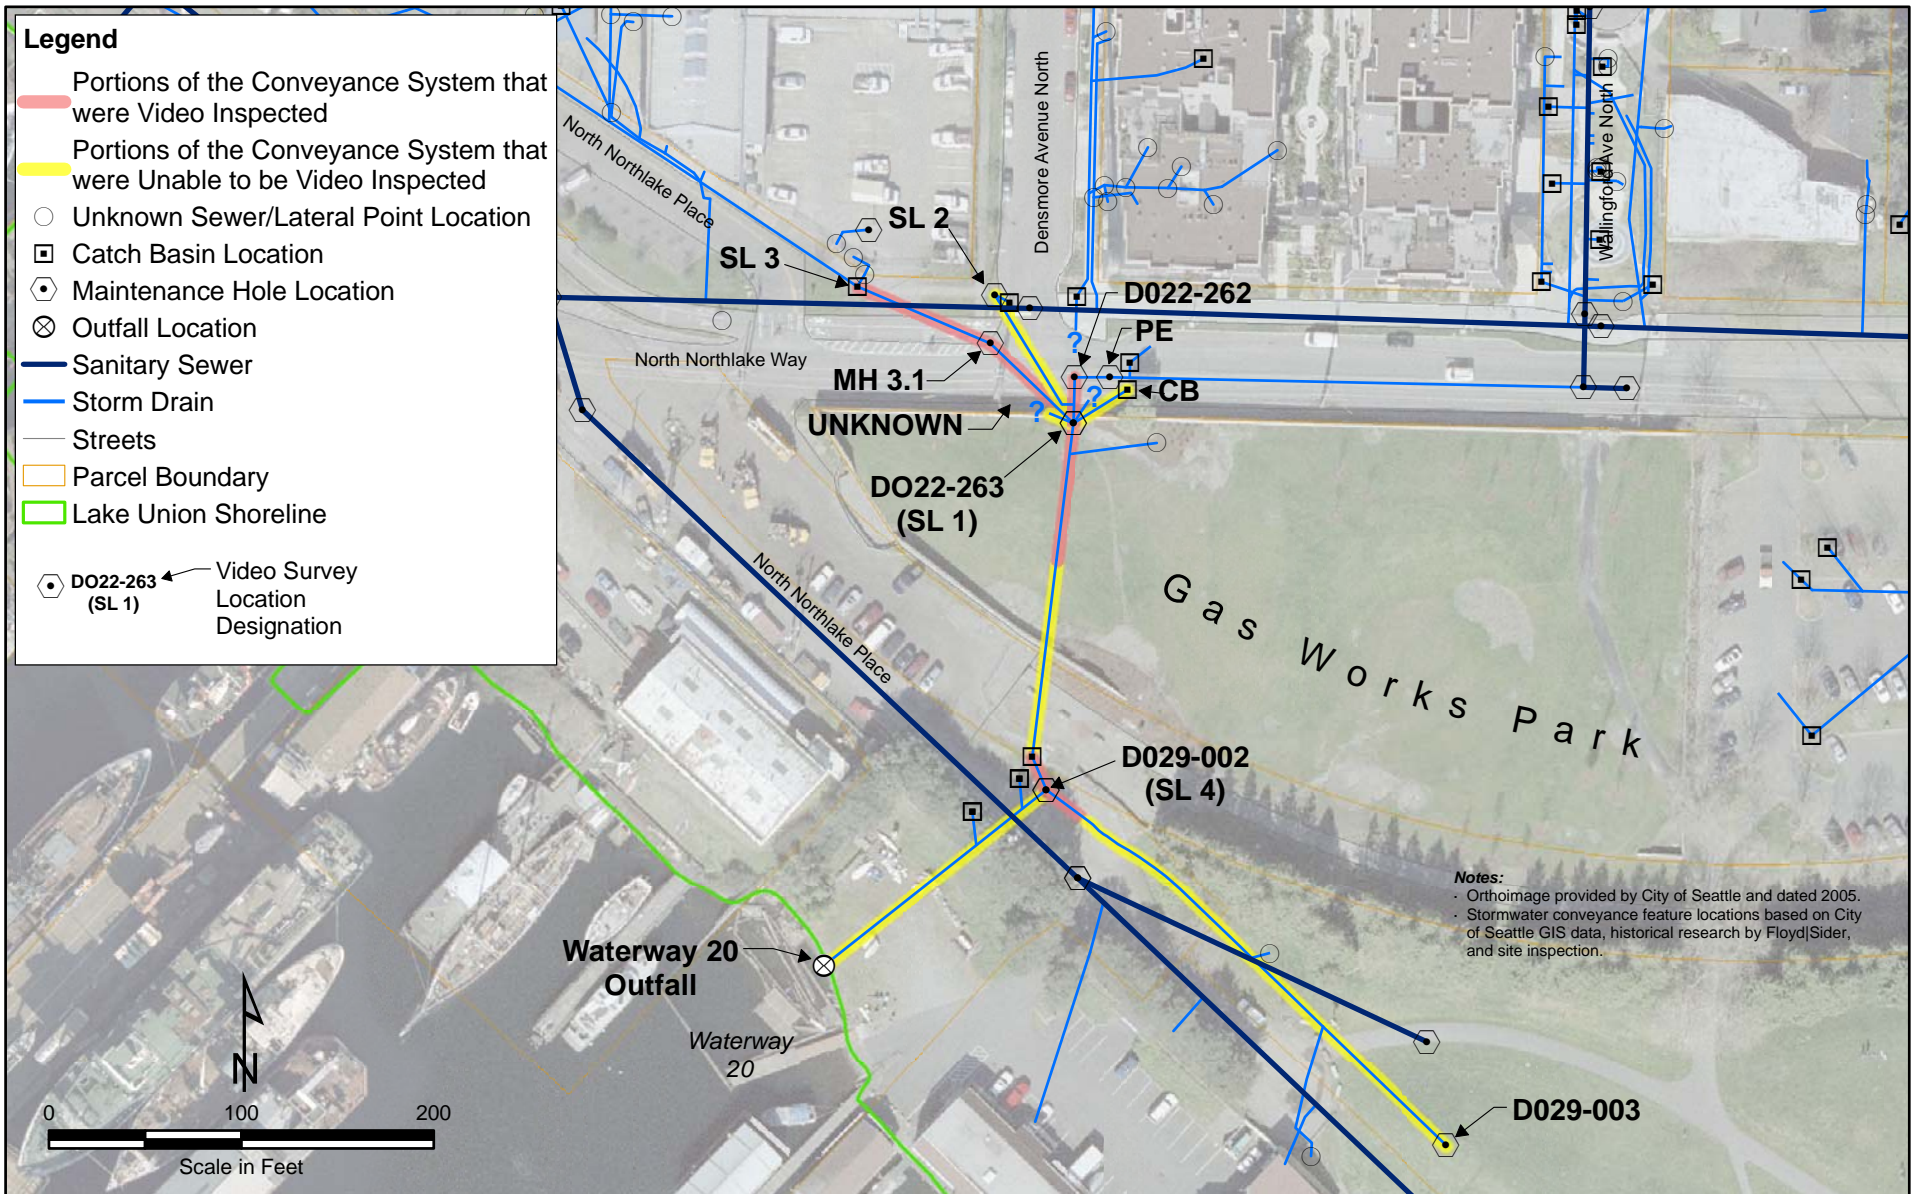 Legend
Portions of the Conveyance System that
were Video Inspected
Portions of the Conveyance System that
were Unable to be Video Inspected
Unknown Sewer/Lateral Point Location
Catch Basin Location
Maintenance Hole Location
Outfall Location
Sanitary Sewer
Storm Drain
Streets
Parcel Boundary
Lake Union Shoreline
DO22-263
(SL 1)
Video Survey
Location
Designation
North Northlake Place
Densmore Avenue North
Wallingford Ave North
SL 2
SL 3
D022-262
PE
?
North Northlake Way
MH 3.1
CB
?
?
UNKNOWN
DO22-263
(SL 1)
North Northlake Place
Gas Works Park
D029-002
(SL 4)
Notes:
· Orthoimage provided by City of Seattle and dated 2005.
· Stormwater conveyance feature locations based on City
of Seattle GIS data, historical research by Floyd|Sider,
and site inspection.
Waterway 20
Outfall
Waterway
20
D029-003
N
0 100 200
Scale in Feet